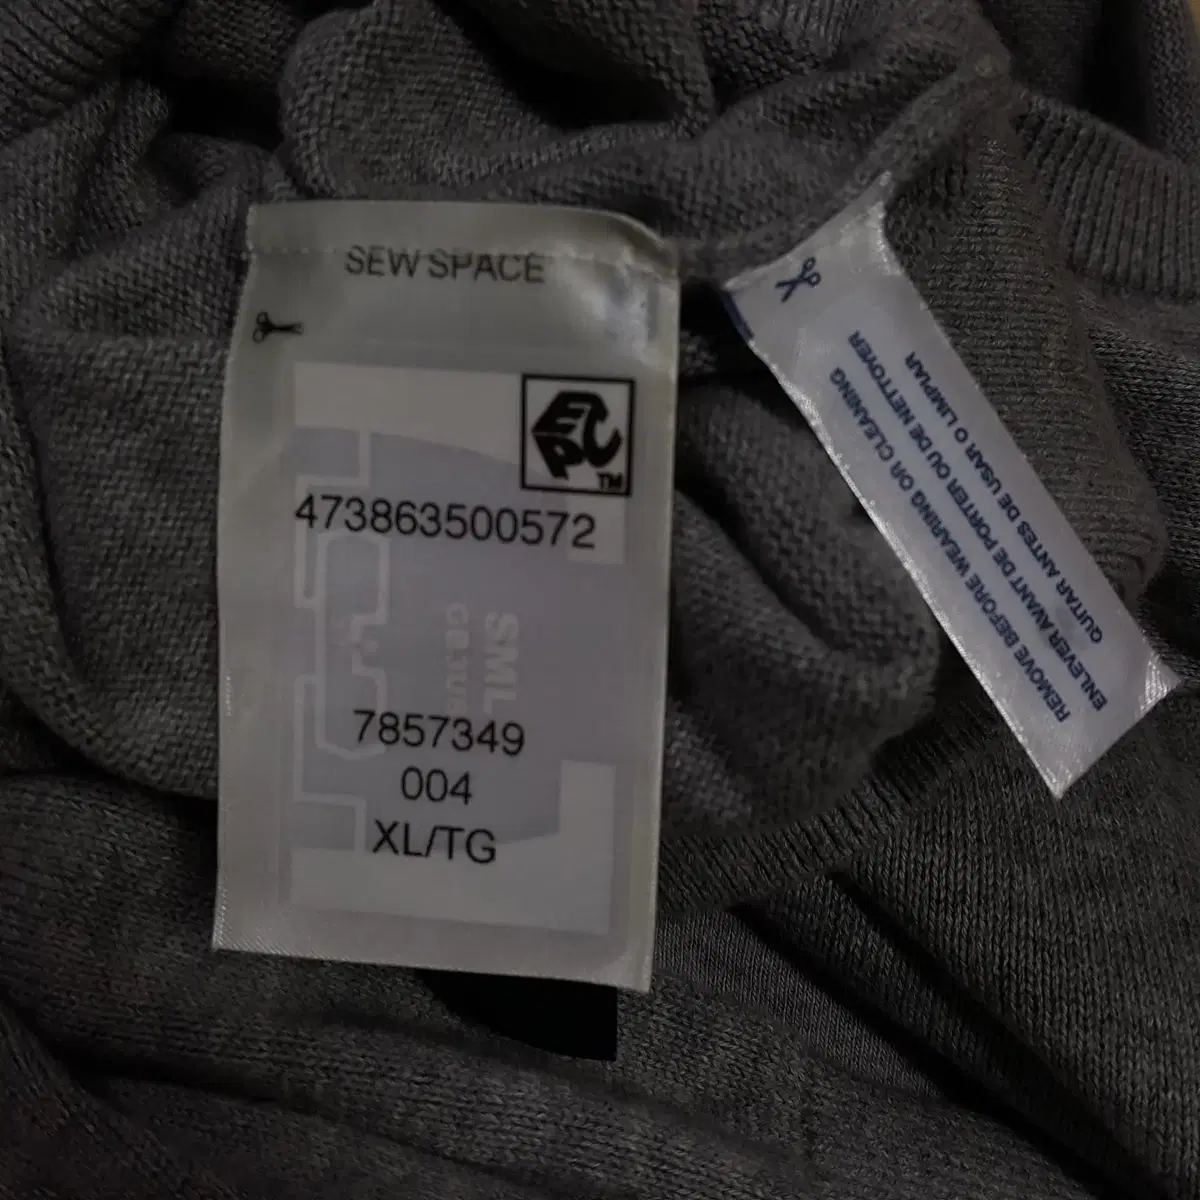 SEW SPACE
EPC™
473863500572
SML
7857349
004
XL/TG
REMOVE BEFORE WEARING OR CLEANING
ENLEVER AVANT DE PORTER OU DE NETTOYER
QUITAR ANTES DE USAR O LIMPIAR